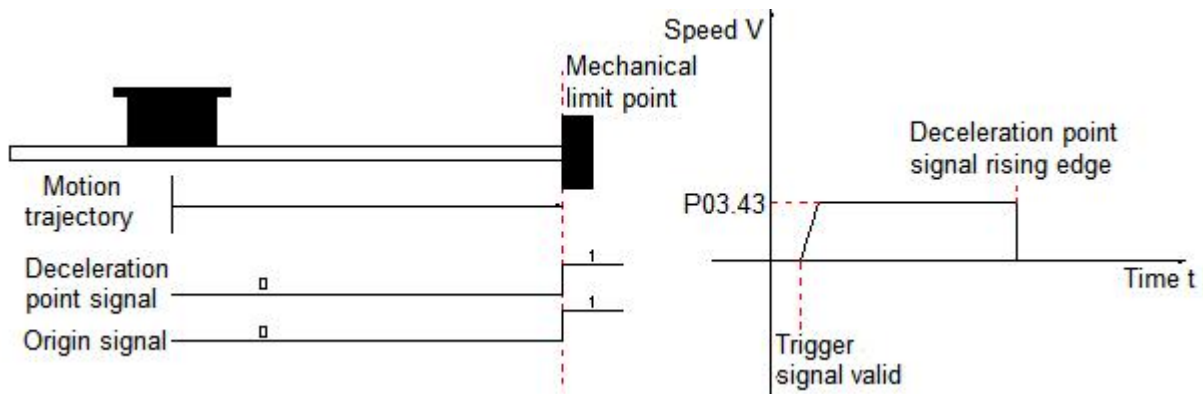 Mechanical
limit point
Motion
trajectory
Deceleration
point signal
0
1
Origin signal
0
1
Speed V
Deceleration point
signal rising edge
P03.43
Time t
Trigger
signal valid